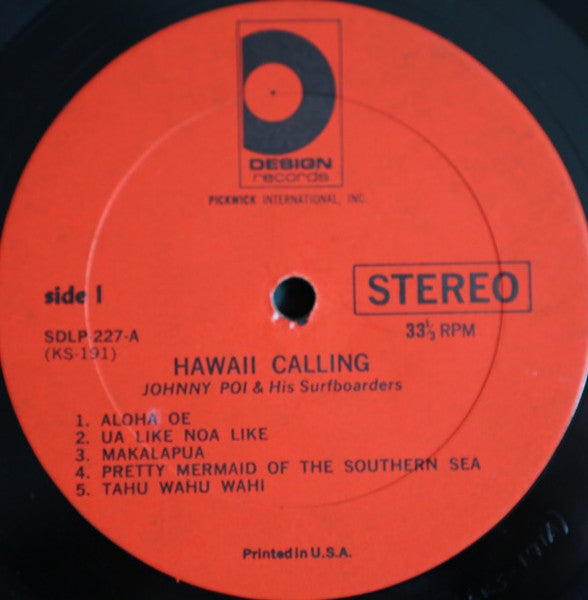 DESIGN
records
PICKWICK INTERNATIONAL, INC.
side 1
STEREO
SDLP 227-A
(KS-191)
33⅓ RPM
HAWAII CALLING
JOHNNY POI & His Surfboarders
1. ALOHA OE
2. UA LIKE NOA LIKE
3. MAKALAPUA
4. PRETTY MERMAID OF THE SOUTHERN SEA
5. TAHU WAHU WAHI
Printed in U.S.A.